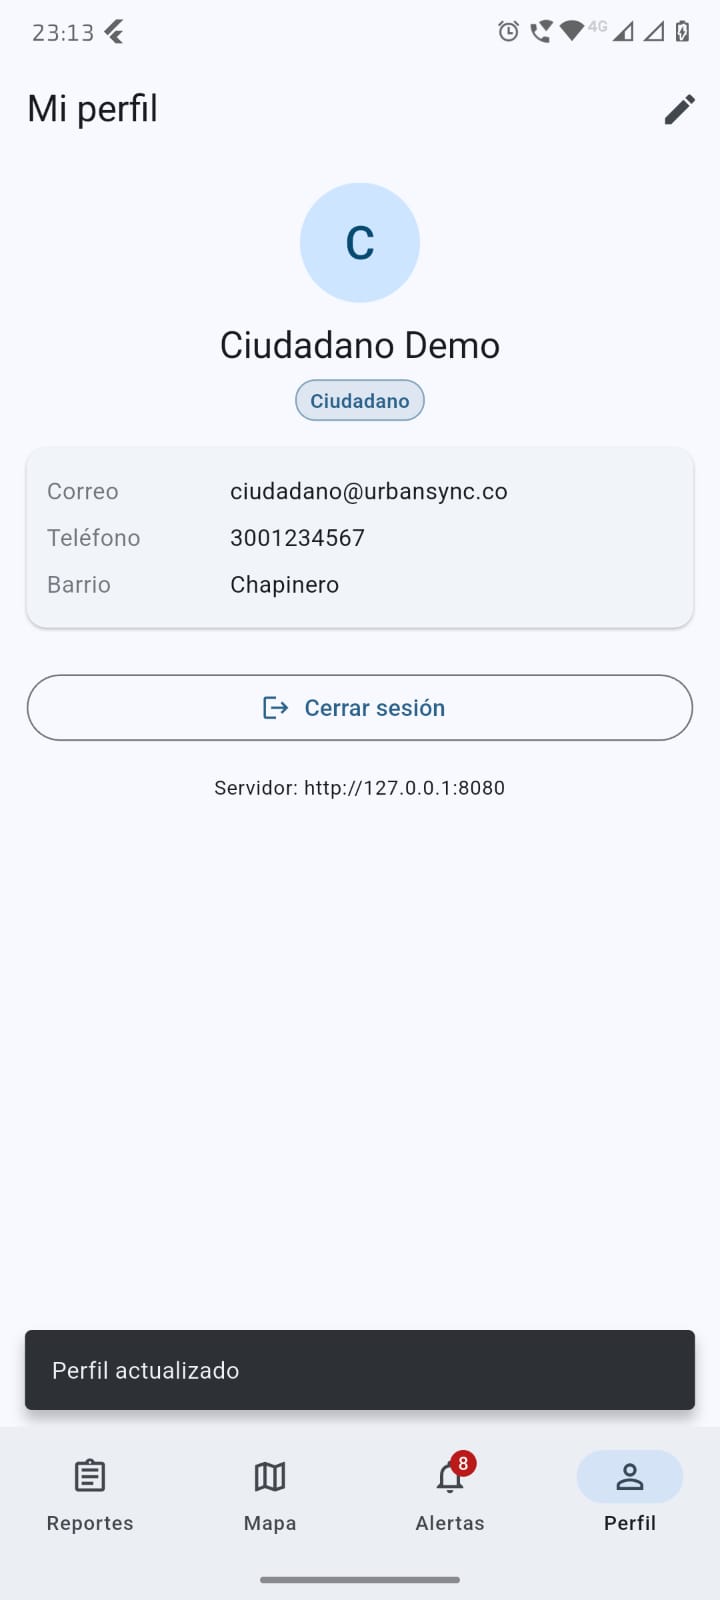 23:13
4G
Mi perfil
C
Ciudadano Demo
Ciudadano
Correo ciudadano@urbansync.co
Teléfono 3001234567
Barrio Chapinero
Cerrar sesión
Servidor: http://127.0.0.1:8080
Perfil actualizado
8
Reportes Mapa Alertas Perfil